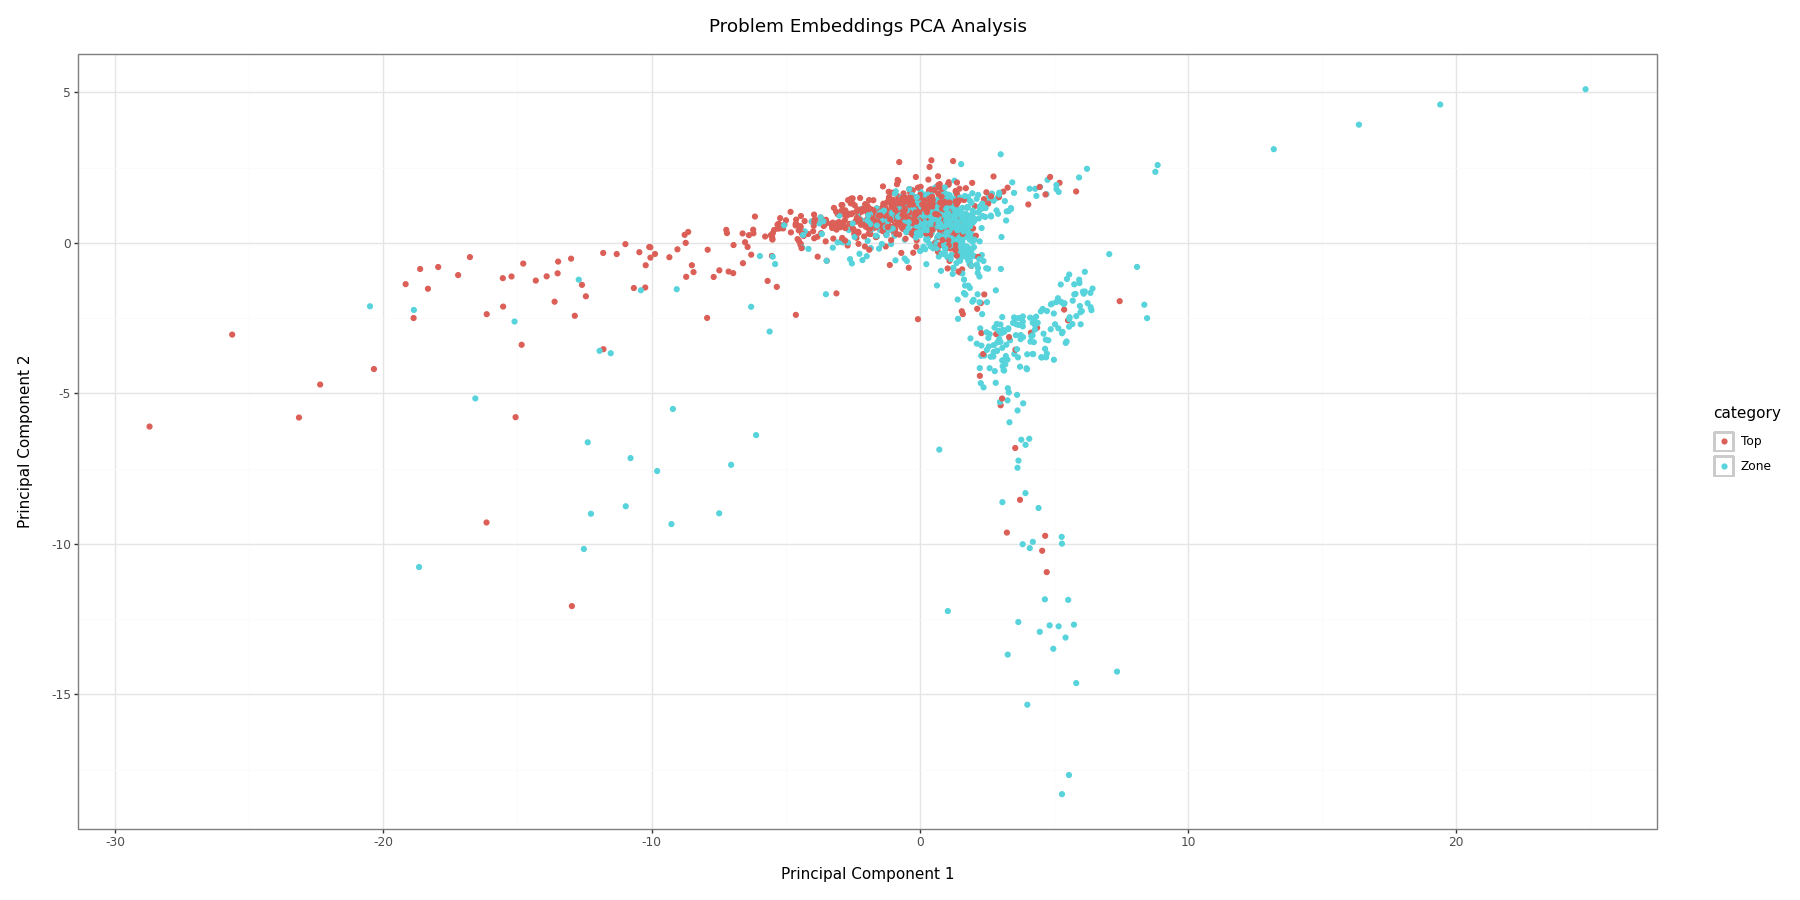 Problem Embeddings PCA Analysis
5
0
-5
-10
-15
-30
-20
-10
0
10
20
Principal Component 1
Principal Component 2
category
Top
Zone